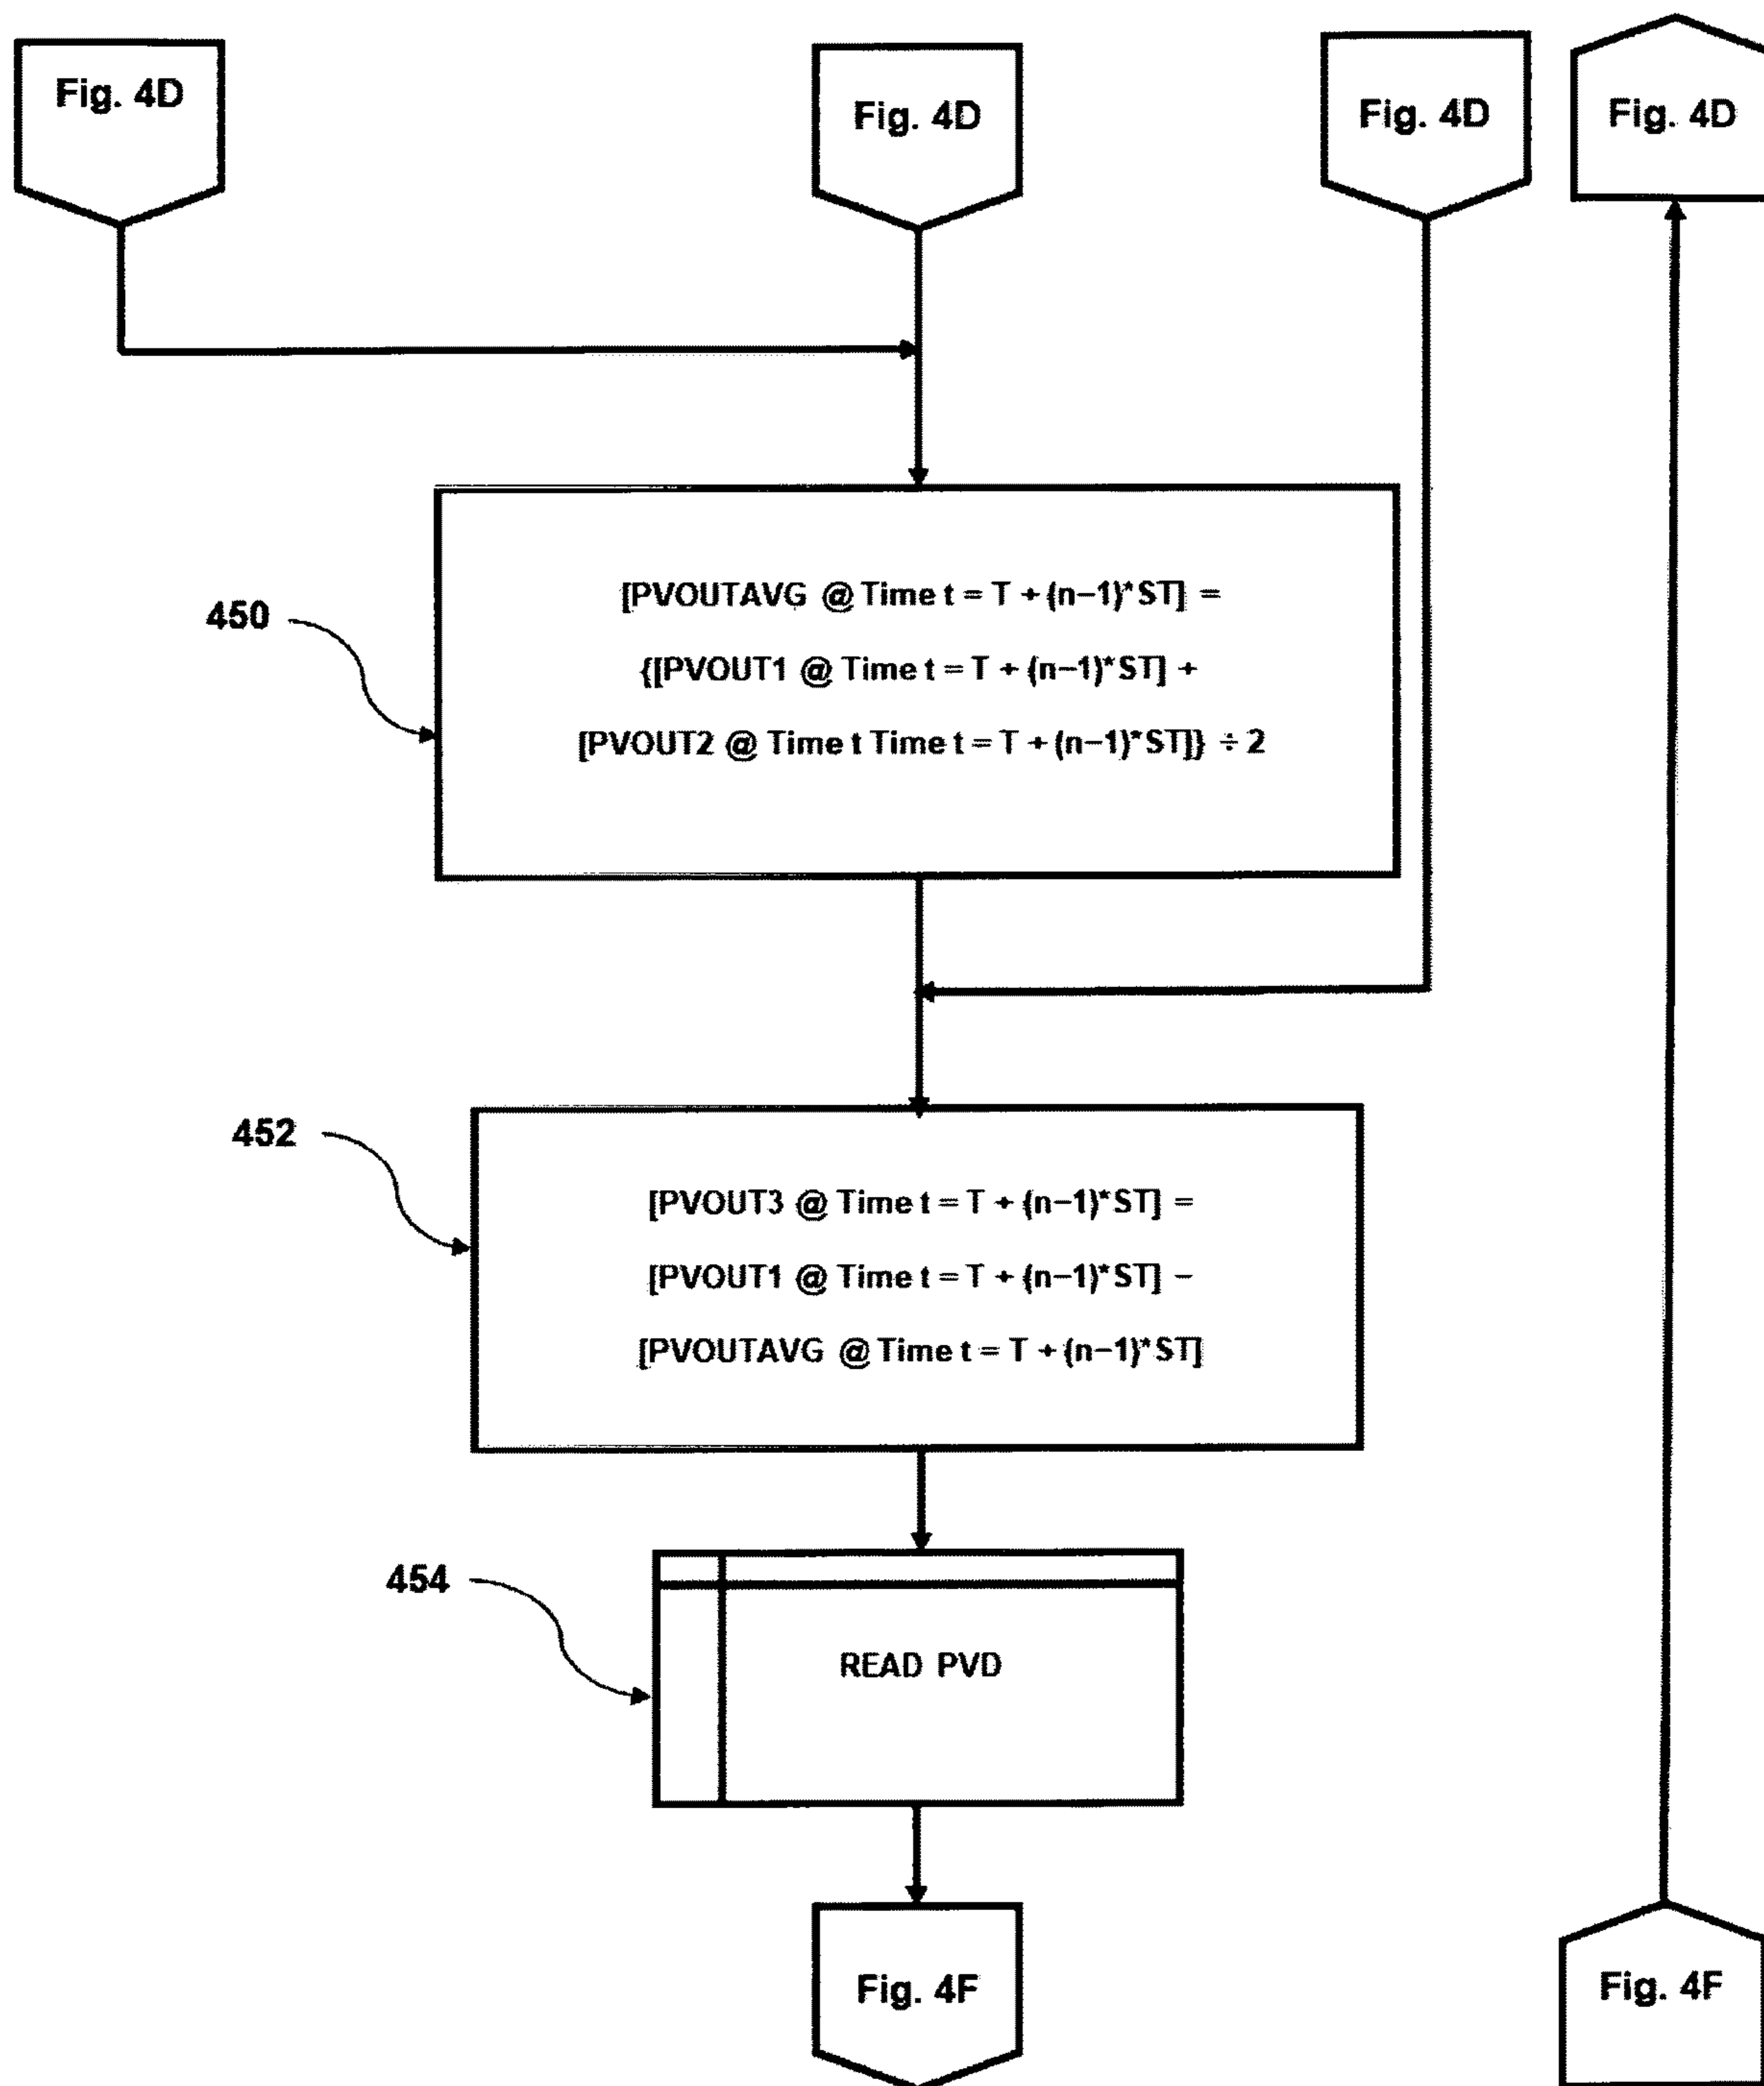 Fig. 4D
Fig. 4D
Fig. 4D
Fig. 4D
450
[PVOUTAVG @ Time t = T + (n−1)*ST] =
{[PVOUT1 @ Time t = T + (n−1)*ST] +
[PVOUT2 @ Time t Time t = T + (n−1)*ST]} ÷ 2
452
[PVOUT3 @ Time t = T + (n−1)*ST] =
[PVOUT1 @ Time t = T + (n−1)*ST] −
[PVOUTAVG @ Time t = T + (n−1)*ST]
454
READ PVD
Fig. 4F
Fig. 4F